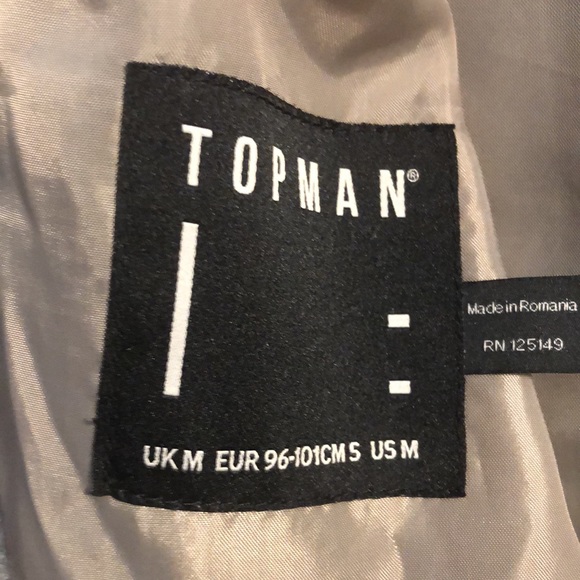 TOPMAN®
Made in Romania
RN 125149
UK M EUR 96-101CM S US M